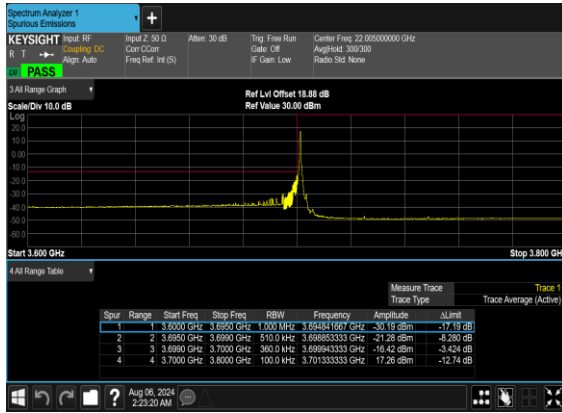 Spectrum Analyzer 1
Spurious Emissions
+
KEYSIGHT Input: RF Input Z: 50 Ω Atten: 30 dB Trig: Free Run Center Freq: 22.005000000 GHz
R T Coupling: DC Corr CCorr Gate: Off Avg|Hold: 300/300
Align: Auto Freq Ref: Int (S) IF Gain: Low Radio Std: None
LXI PASS
3 All Range Graph
Ref Lvl Offset 18.88 dB
Scale/Div 10.0 dB Ref Value 30.00 dBm
Log
20.0
10.0
0.00
-10.0
-20.0
-30.0
-40.0
-50.0
-60.0
Start 3.600 GHz Stop 3.800 GH
4 All Range Table
Measure Trace Trace 1
Trace Type Trace Average (Active)
Spur Range Start Freq Stop Freq RBW Frequency Amplitude ΔLimit
1 1 3.6000 GHz 3.6950 GHz 1.000 MHz 3.694841667 GHz -30.19 dBm -17.19 dB
2 2 3.6950 GHz 3.6990 GHz 510.0 kHz 3.698853333 GHz -21.28 dBm -8.280 dB
3 3 3.6990 GHz 3.7000 GHz 360.0 kHz 3.699943333 GHz -16.42 dBm -3.424 dB
4 4 3.7000 GHz 3.8000 GHz 100.0 kHz 3.701333333 GHz 17.26 dBm -12.74 dB
? Aug 06, 2024
2:23:20 AM